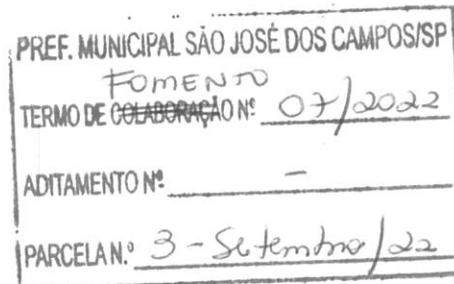 PREF. MUNICIPAL SÃO JOSÉ DOS CAMPOS/SP
FOMENTO
TERMO DE COLABORAÇÃO Nº 07/2022
ADITAMENTO Nº -
PARCELA N.º 3 - Setembro/22